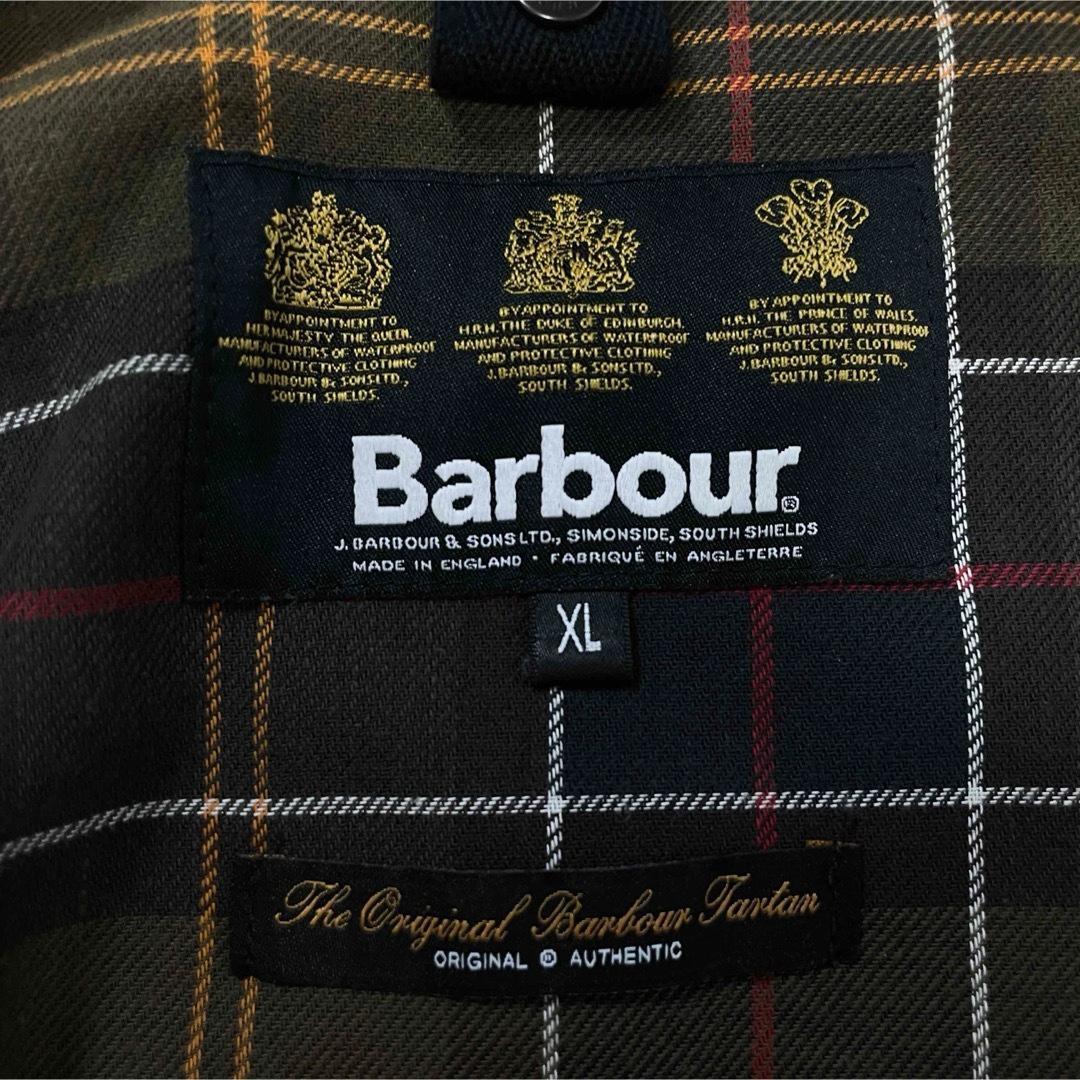 BY APPOINTMENT TO
HER MAJESTY THE QUEEN
MANUFACTURERS OF WATERPROOF
AND PROTECTIVE CLOTHING
J. BARBOUR & SONS LTD.,
SOUTH SHIELDS.
BY APPOINTMENT TO
H.R.H. THE DUKE OF EDINBURGH.
MANUFACTURERS OF WATERPROOF
AND PROTECTIVE CLOTHING
J. BARBOUR & SONS LTD.,
SOUTH SHIELDS.
BY APPOINTMENT TO
H.R.H. THE PRINCE OF WALES.
MANUFACTURERS OF WATERPROOF
AND PROTECTIVE CLOTHING
J. BARBOUR & SONS LTD.,
SOUTH SHIELDS.
Barbour®
J. BARBOUR & SONS LTD., SIMONSIDE, SOUTH SHIELDS
MADE IN ENGLAND · FABRIQUÉ EN ANGLETERRE
XL
The Original Barbour Tartan
ORIGINAL ® AUTHENTIC